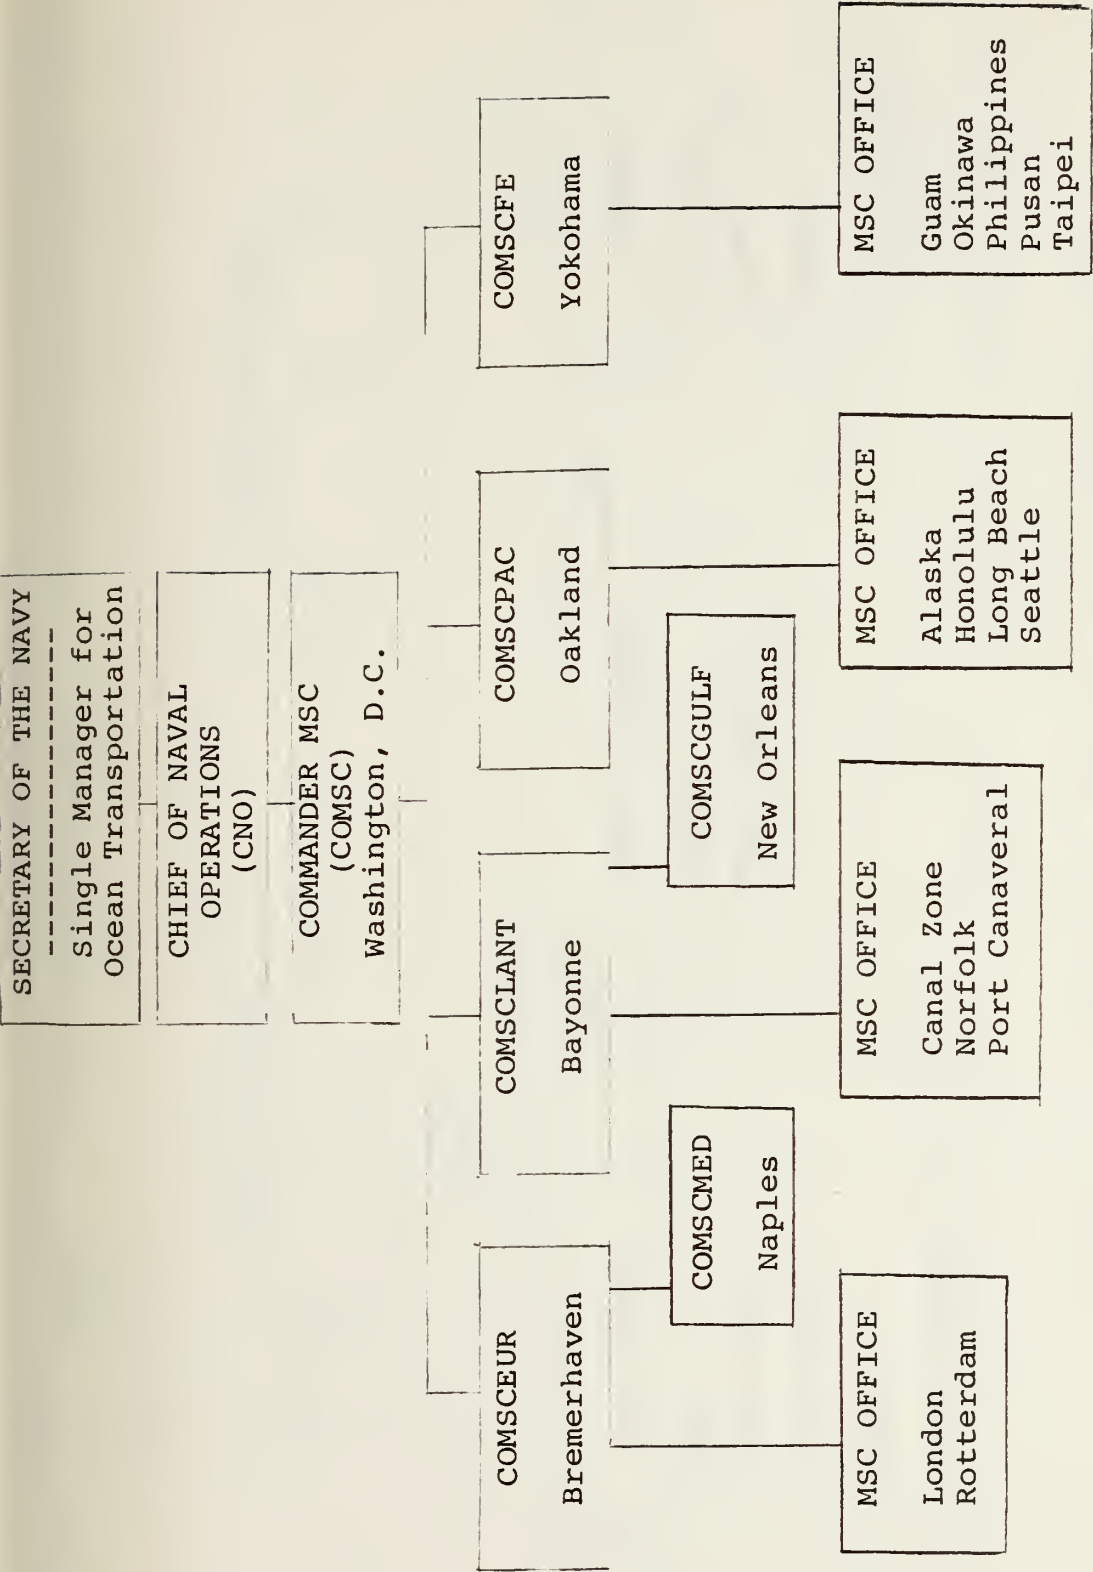 SECRETARY OF THE NAVY
---------------------
Single Manager for
Ocean Transportation
CHIEF OF NAVAL
OPERATIONS
(CNO)
COMMANDER MSC
(COMSC)
Washington, D.C.
COMSCEUR
Bremerhaven
COMSCLANT
Bayonne
COMSCPAC
Oakland
COMSCFE
Yokohama
COMSCMED
Naples
COMSCGULF
New Orleans
MSC OFFICE
London
Rotterdam
MSC OFFICE
Canal Zone
Norfolk
Port Canaveral
MSC OFFICE
Alaska
Honolulu
Long Beach
Seattle
MSC OFFICE
Guam
Okinawa
Philippines
Pusan
Taipei